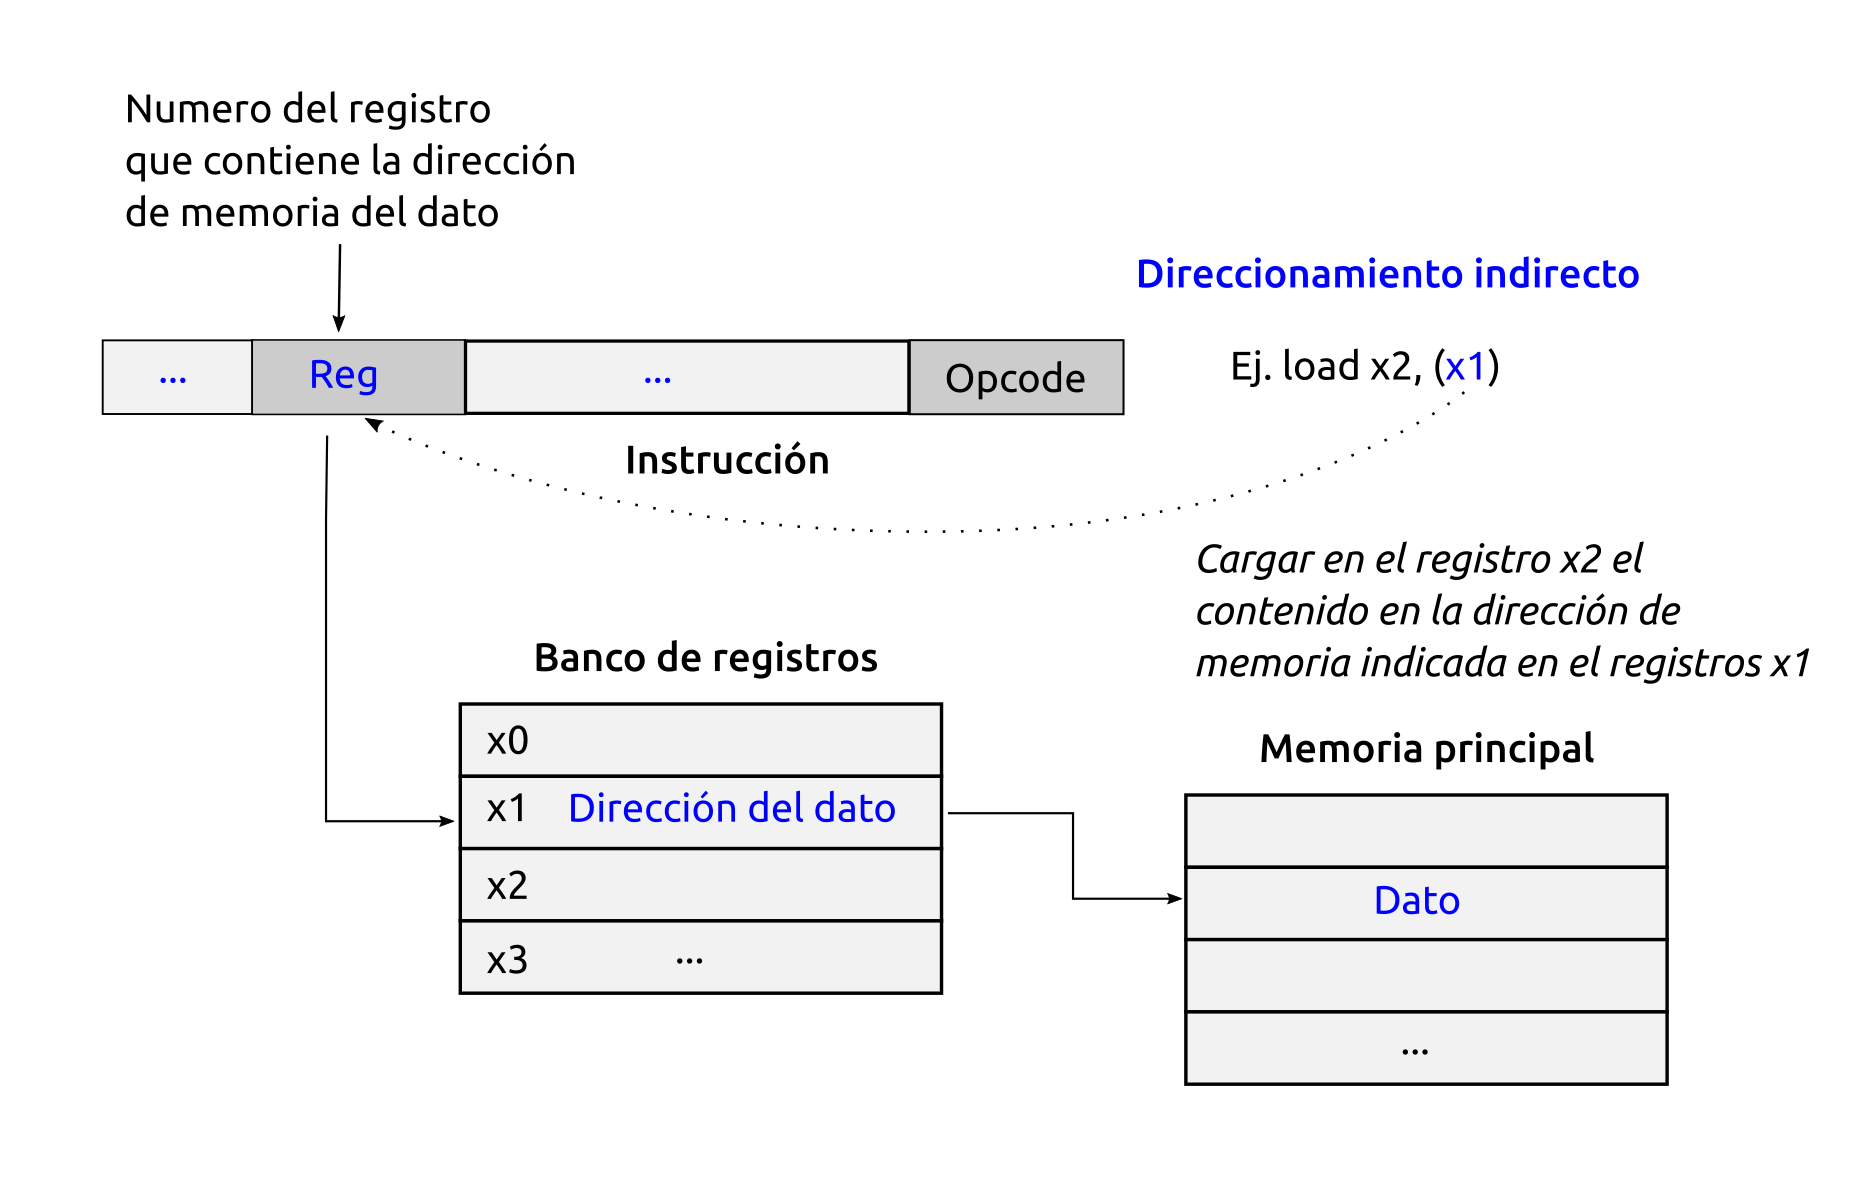 Numero del registro
que contiene la dirección
de memoria del dato
Direccionamiento indirecto
... Reg ... Opcode
Ej. load x2, (x1)
Instrucción
Cargar en el registro x2 el
contenido en la dirección de
memoria indicada en el registros x1
Banco de registros
x0
x1 Dirección del dato
x2
x3 ...
Memoria principal
Dato
...